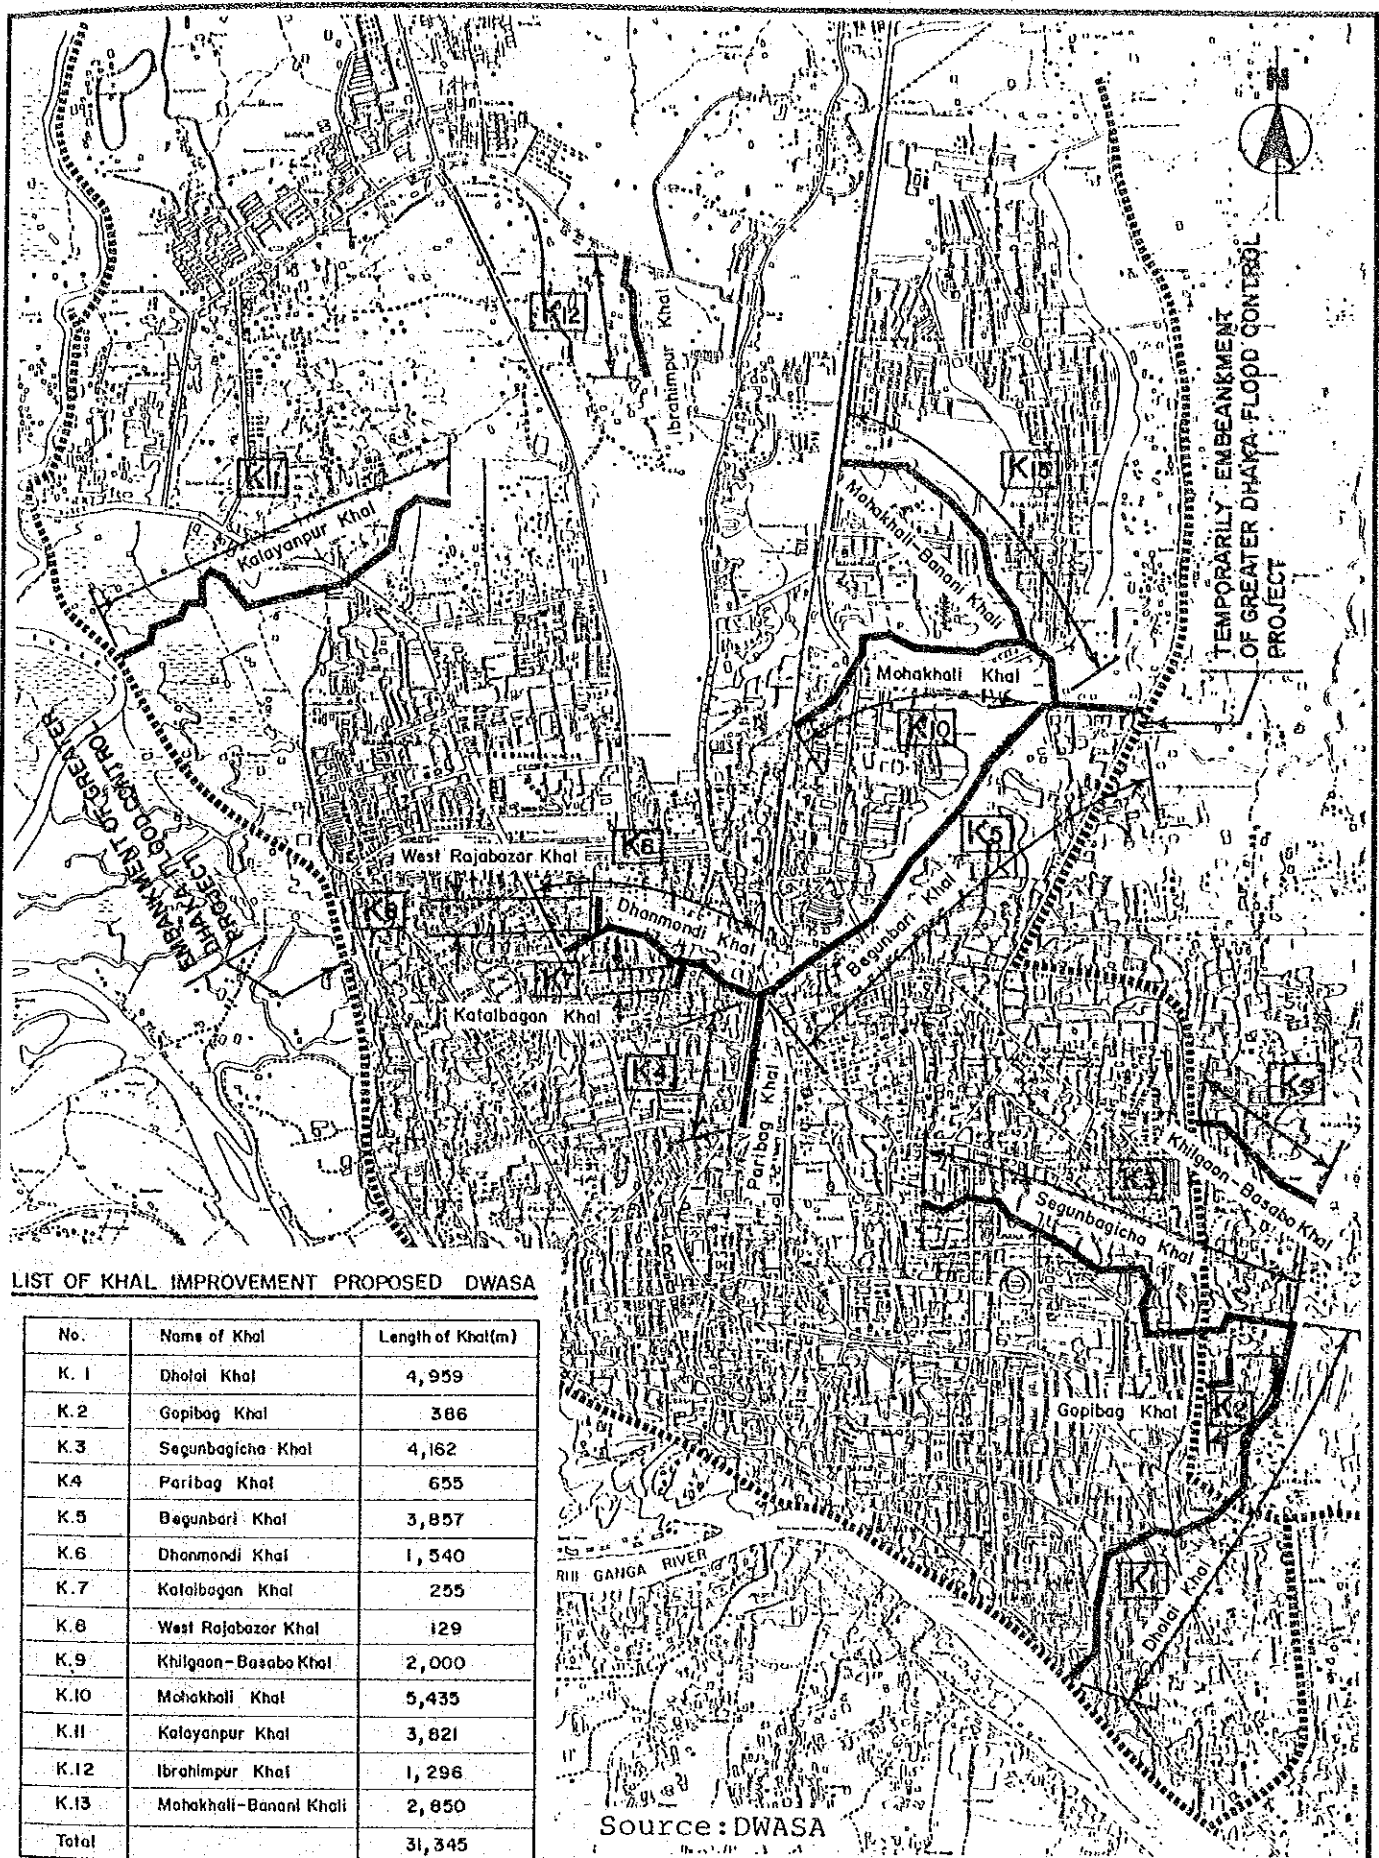 TEMPORARILY EMBEANKMENT
OF GREATER DHAKA FLOOD CONTROL
PROJECT
K12
Ibrahimpur Khal
K11
Kalayanpur Khal
K13
Mohakhali-Banani Khali
Mohakhali Khal
K10
EMBANKMENT OF GREATER
DHAKA FLOOD CONTROL
PROJECT
K5
Begunbari Khal
K6
West Rajabazar Khal
Dhanmondi Khal
K7
Katalbagan Khal
K4
Paribag Khal
Khilgaon-Basabo Khal
K3
Segunbagicha Khal
Gopibag Khal
K2
K1
Dholai Khal
GANGA RIVER
LIST OF KHAL IMPROVEMENT PROPOSED DWASA
No. Name of Khal Length of Khal(m)
K. 1 Dholai Khal 4,959
K.2 Gopibag Khal 386
K.3 Segunbagicha Khal 4,162
K4 Paribag Khal 655
K.5 Begunbari Khal 3,857
K.6 Dhanmondi Khal 1,540
K.7 Katalbagan Khal 255
K.8 West Rajabazar Khal 129
K.9 Khilgaon-Basabo Khal 2,000
K.10 Mohakhali Khal 5,435
K.11 Kalayanpur Khal 3,821
K.12 Ibrahimpur Khal 1,296
K.13 Mohakhali-Banani Khali 2,850
Total 31,345
Source:DWASA